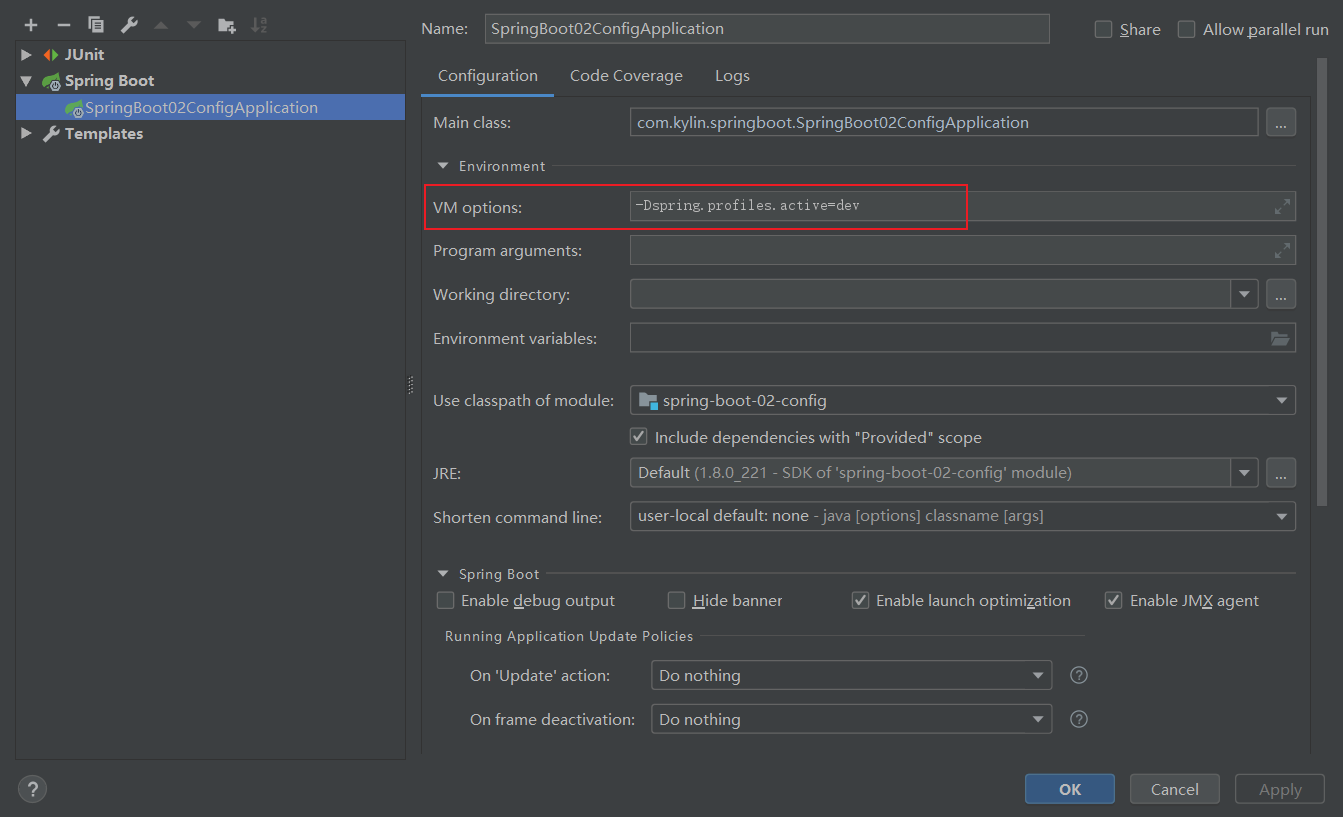 Name: SpringBoot02ConfigApplication Share Allow parallel run
JUnit
Spring Boot
SpringBoot02ConfigApplication
Templates
Configuration Code Coverage Logs
Main class: com.kylin.springboot.SpringBoot02ConfigApplication ...
Environment
VM options: -Dspring.profiles.active=dev
Program arguments:
Working directory: ...
Environment variables:
Use classpath of module: spring-boot-02-config
Include dependencies with "Provided" scope
JRE: Default (1.8.0_221 - SDK of 'spring-boot-02-config' module) ...
Shorten command line: user-local default: none - java [options] classname [args]
Spring Boot
Enable debug output Hide banner Enable launch optimization Enable JMX agent
Running Application Update Policies
On 'Update' action: Do nothing ?
On frame deactivation: Do nothing ?
? OK Cancel Apply